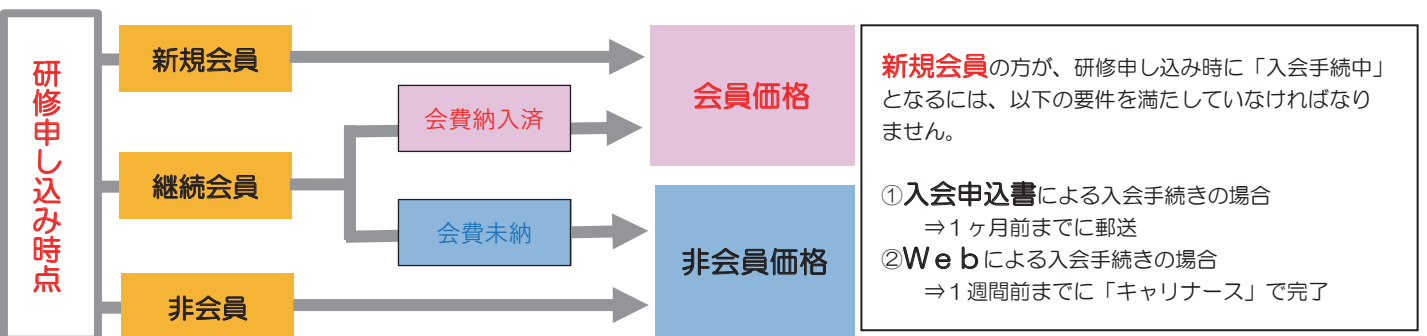 研修申し込み時点
新規会員
継続会員
非会員
会費納入済
会費未納
会員価格
非会員価格
新規会員の方が、研修申し込み時に「入会手続中」
となるには、以下の要件を満たしていなければなり
ません。
①入会申込書による入会手続きの場合
⇒1ヶ月前までに郵送
②Webによる入会手続きの場合
⇒1週間前までに「キャリナース」で完了